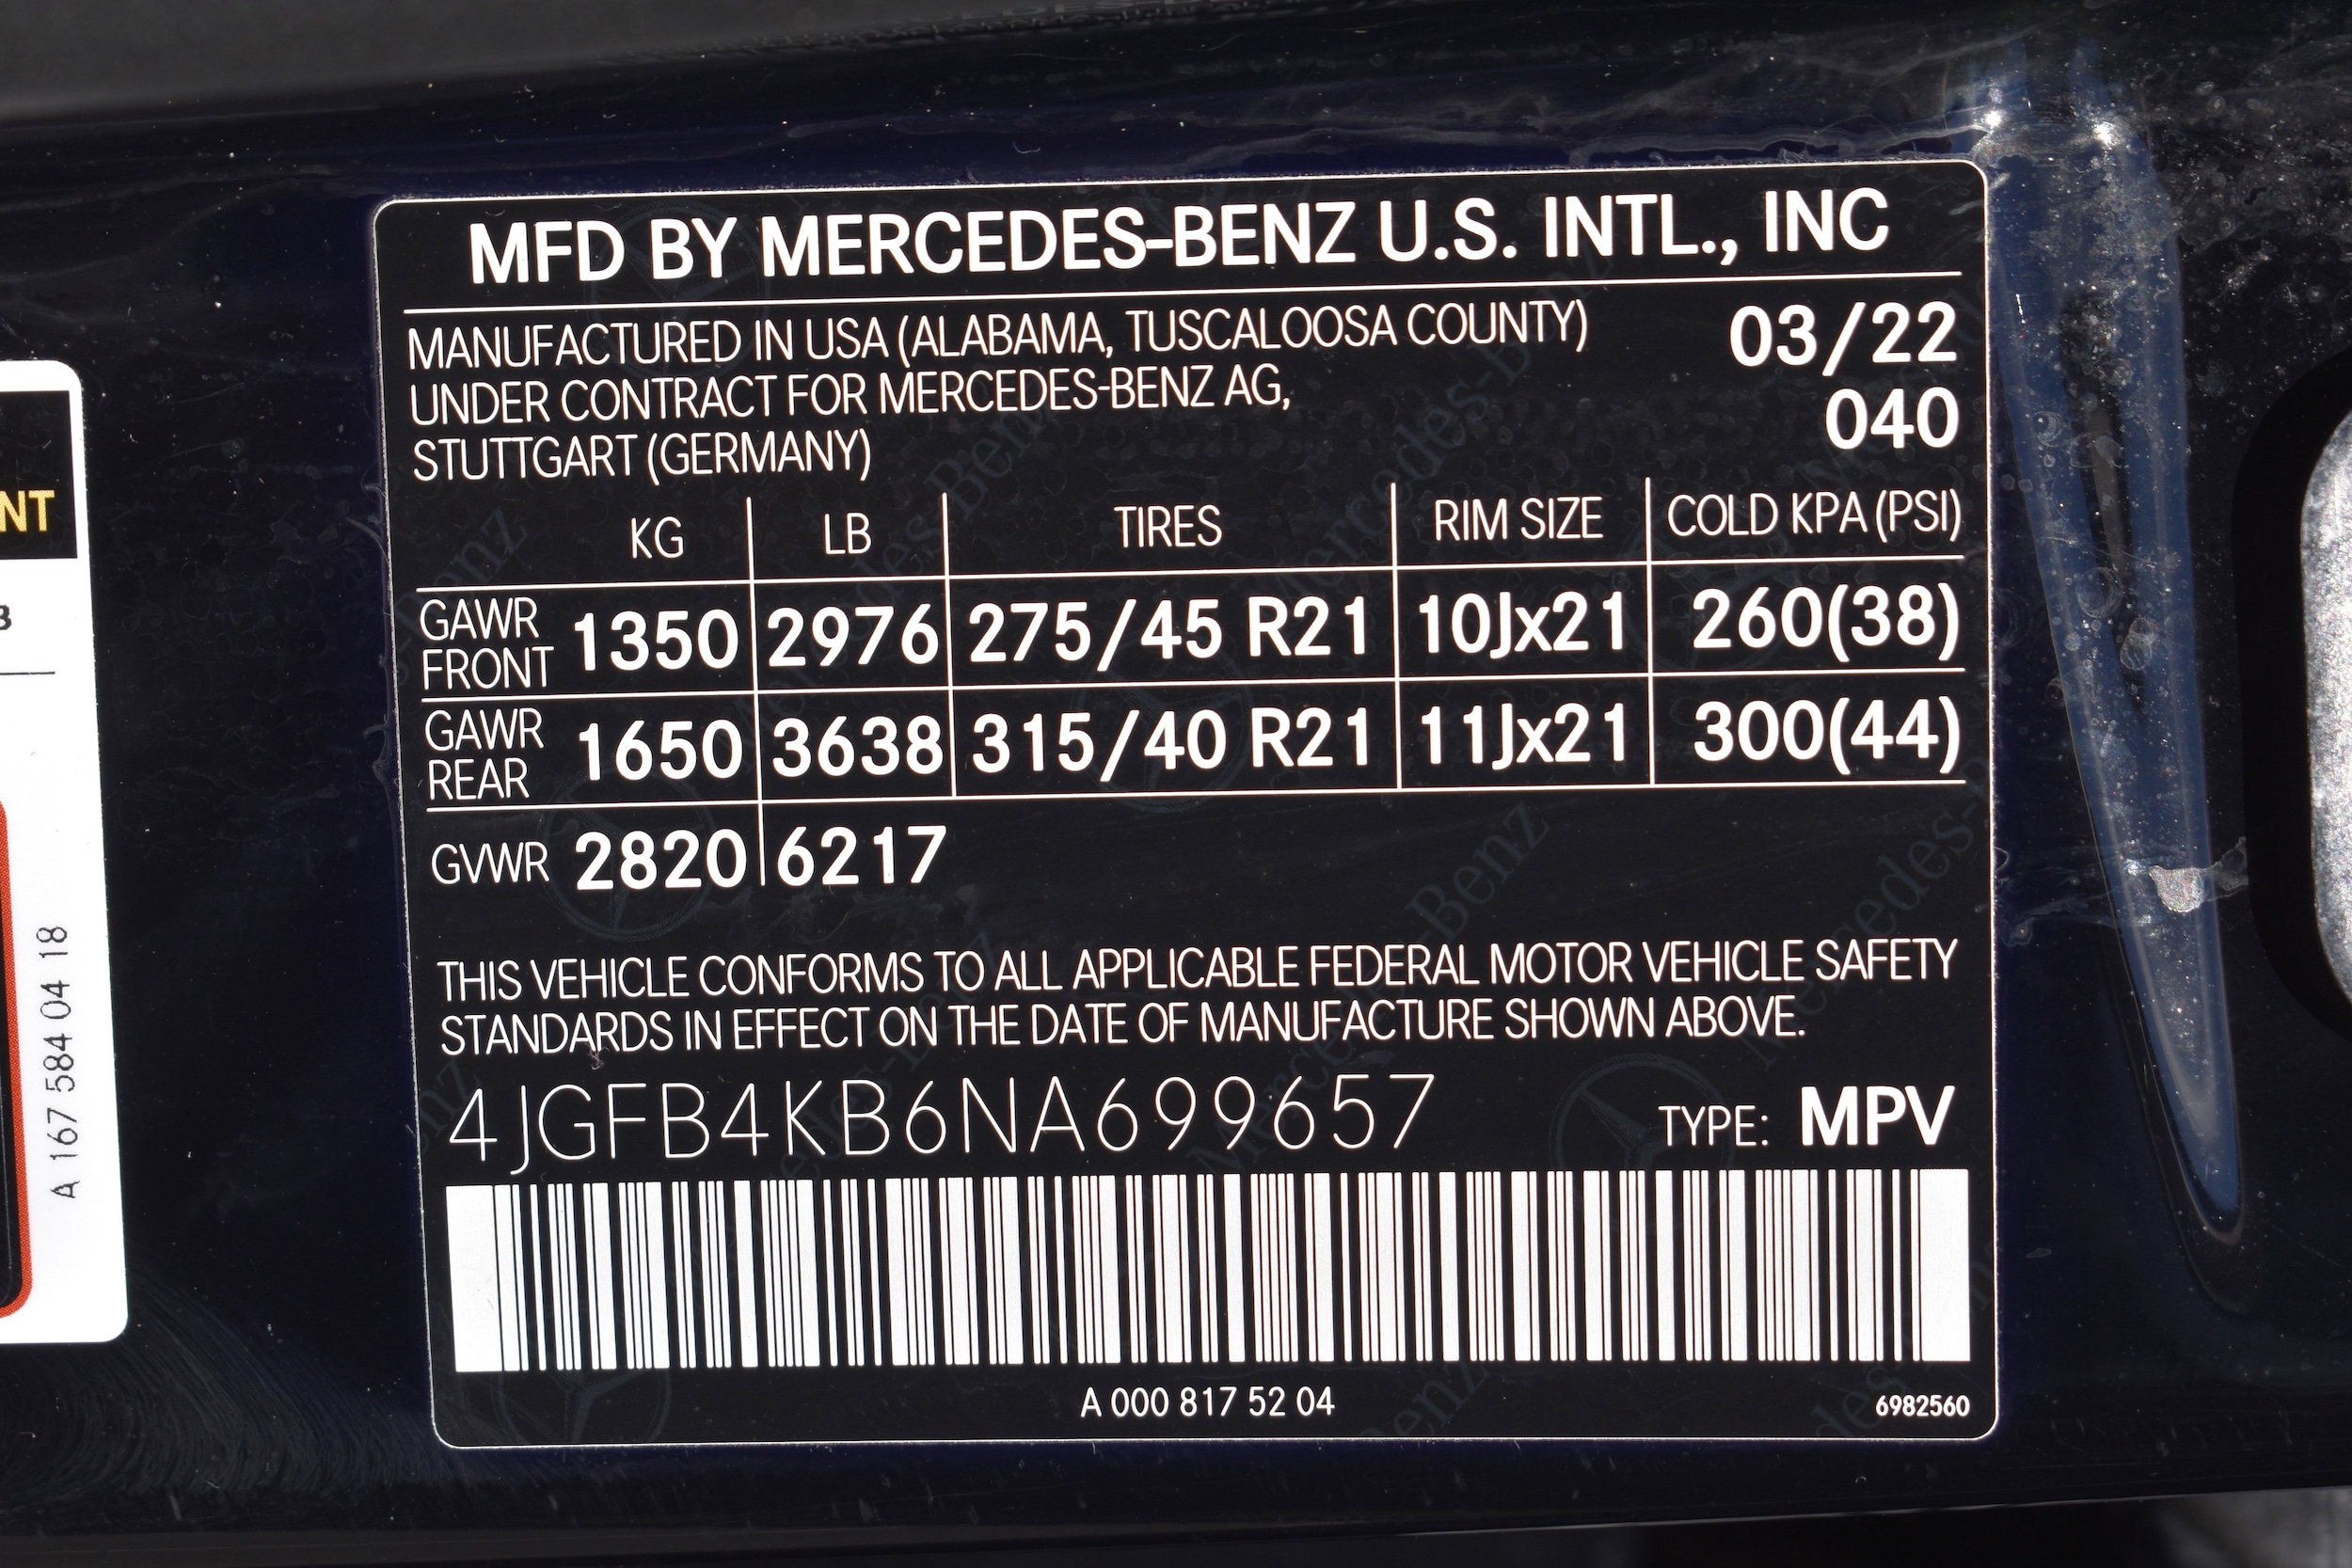 MFD BY MERCEDES-BENZ U.S. INTL., INC
MANUFACTURED IN USA (ALABAMA, TUSCALOOSA COUNTY)
UNDER CONTRACT FOR MERCEDES-BENZ AG,
STUTTGART (GERMANY)
03/22
040
KG LB TIRES RIM SIZE COLD KPA (PSI)
GAWR FRONT 1350 2976 275/45 R21 10Jx21 260(38)
GAWR REAR 1650 3638 315/40 R21 11Jx21 300(44)
GVWR 2820 6217
THIS VEHICLE CONFORMS TO ALL APPLICABLE FEDERAL MOTOR VEHICLE SAFETY
STANDARDS IN EFFECT ON THE DATE OF MANUFACTURE SHOWN ABOVE.
4JGFB4KB6NA699657 TYPE: MPV
A 000 817 52 04 6982560
NT
A 167 584 04 18